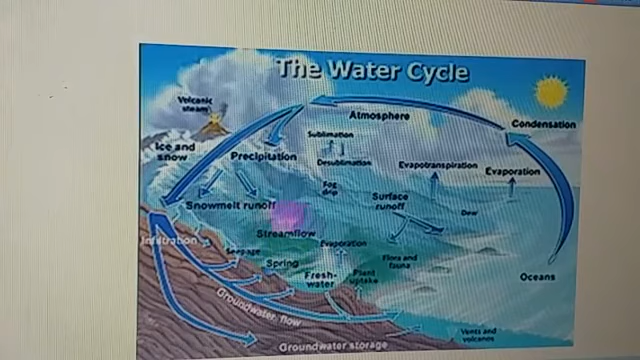 The Water Cycle
Volcanic
steam
Atmosphere
Condensation
Ice and
snow
Sublimation
Precipitation
Desublimation
Evapotranspiration
Evaporation
Fog
drip
Surface
runoff
Snowmelt runoff
Dew
Streamflow
Infiltration
Evaporation
Seepage
Spring
Flora and
fauna
Oceans
Fresh-
water
Plant
uptake
Groundwater flow
Vents and
volcanos
Groundwater storage